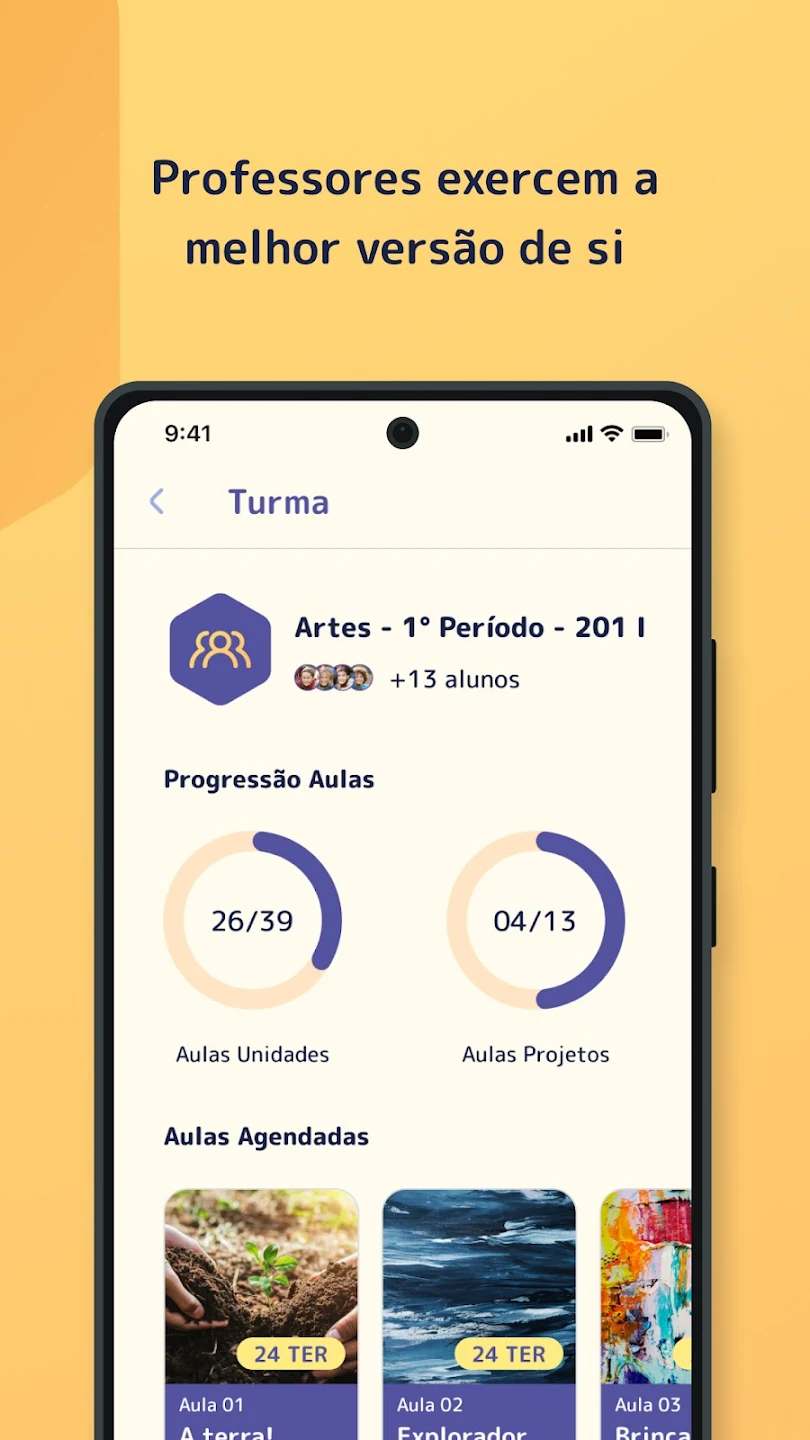 Professores exercem a
melhor versão de si
9:41
Turma
Artes - 1° Período - 201 I
+13 alunos
Progressão Aulas
26/39
04/13
Aulas Unidades
Aulas Projetos
Aulas Agendadas
24 TER
24 TER
Aula 01
Aula 02
Aula 03
A terra!
Explorador
Brinca